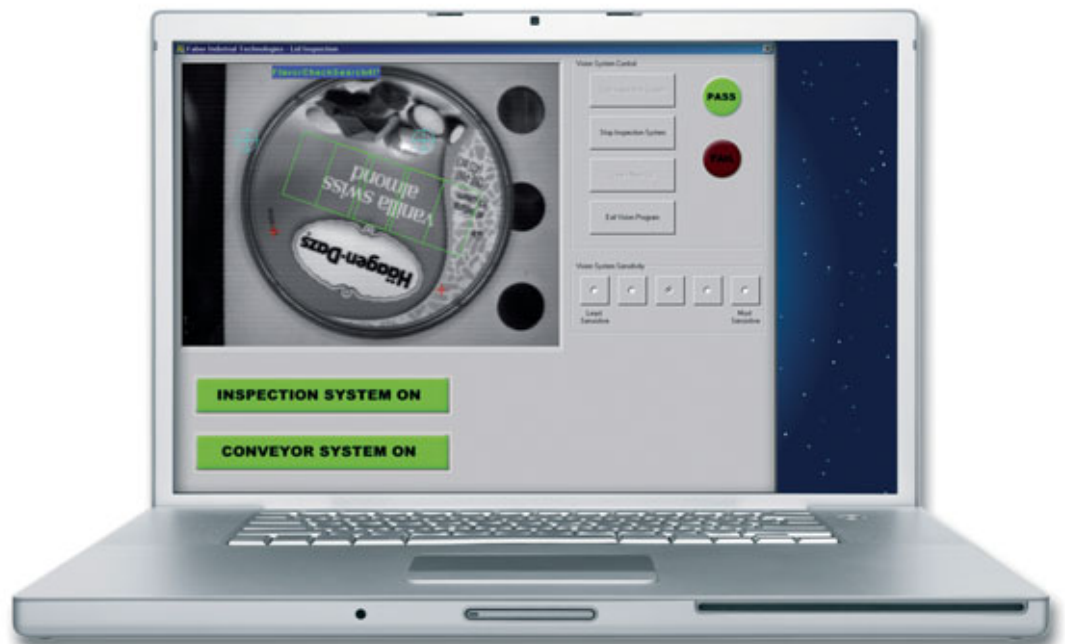 Faber Industrial Technologies - Lid Inspection
FlavorCheckSearch4!*
vanilla swiss
almond
Häagen-Dazs
Vision System Control
Stop Inspection System
Exit Vision Program
PASS
FAIL
Vision System Sensitivity
Least
Sensitive
Most
Sensitive
INSPECTION SYSTEM ON
CONVEYOR SYSTEM ON